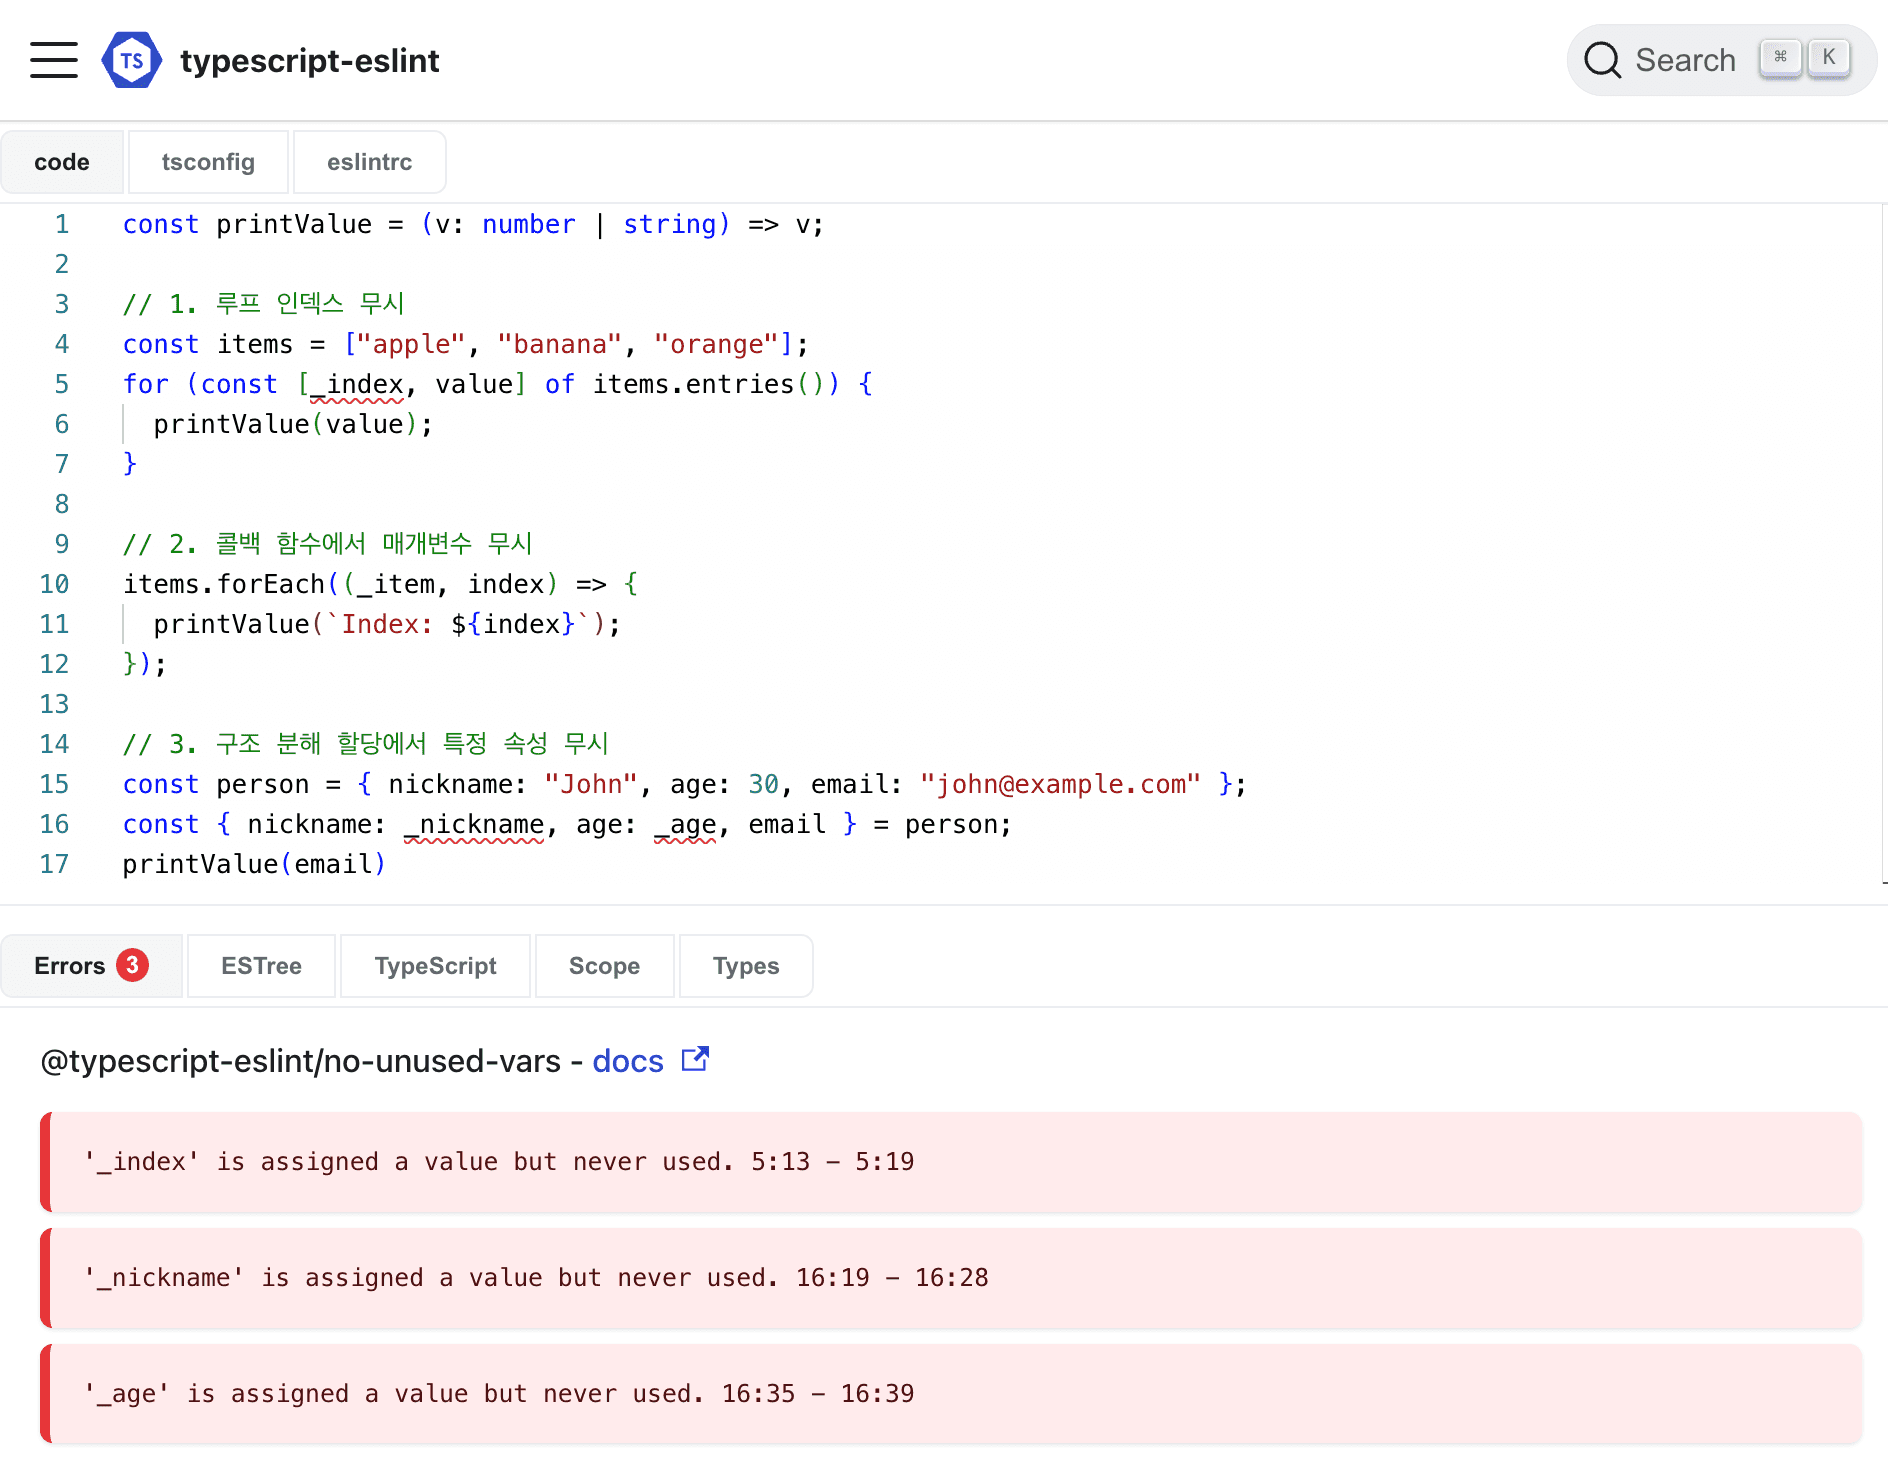 TS typescript-eslint Search ⌘ K
code tsconfig eslintrc
1 const printValue = (v: number | string) => v;
2
3 // 1. 루프 인덱스 무시
4 const items = ["apple", "banana", "orange"];
5 for (const [_index, value] of items.entries()) {
6   printValue(value);
7 }
8
9 // 2. 콜백 함수에서 매개변수 무시
10 items.forEach((_item, index) => {
11   printValue(`Index: ${index}`);
12 });
13
14 // 3. 구조 분해 할당에서 특정 속성 무시
15 const person = { nickname: "John", age: 30, email: "john@example.com" };
16 const { nickname: _nickname, age: _age, email } = person;
17 printValue(email)
Errors 3 ESTree TypeScript Scope Types
@typescript-eslint/no-unused-vars - docs
'_index' is assigned a value but never used. 5:13 – 5:19
'_nickname' is assigned a value but never used. 16:19 – 16:28
'_age' is assigned a value but never used. 16:35 – 16:39